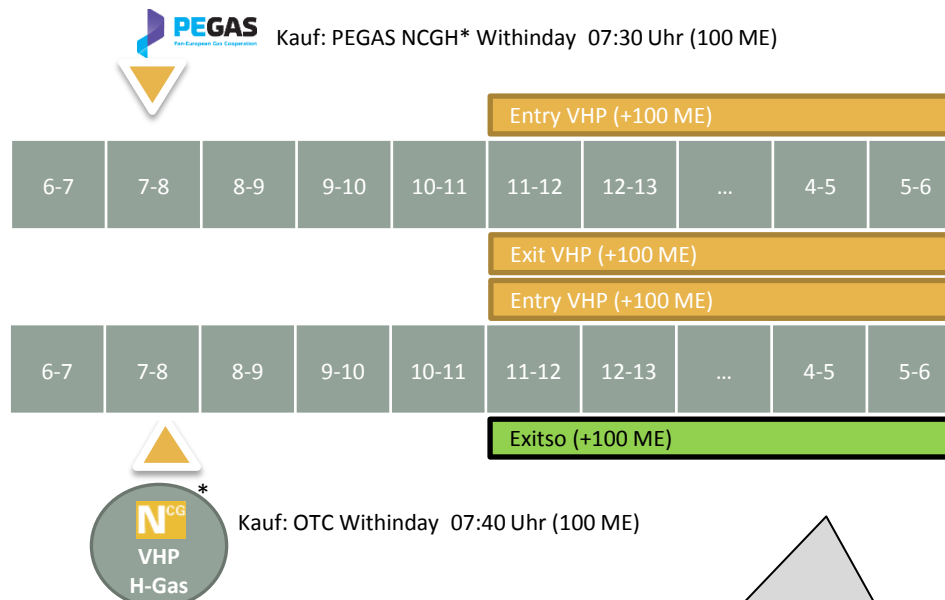 PEGAS
Pan-European Gas Cooperation
Kauf: PEGAS NCGH* Withinday 07:30 Uhr (100 ME)
Entry VHP (+100 ME)
6-7 7-8 8-9 9-10 10-11 11-12 12-13 ... 4-5 5-6
Exit VHP (+100 ME)
Entry VHP (+100 ME)
6-7 7-8 8-9 9-10 10-11 11-12 12-13 ... 4-5 5-6
Exitso (+100 ME)
*
NCG
Kauf: OTC Withinday 07:40 Uhr (100 ME)
VHP
H-Gas